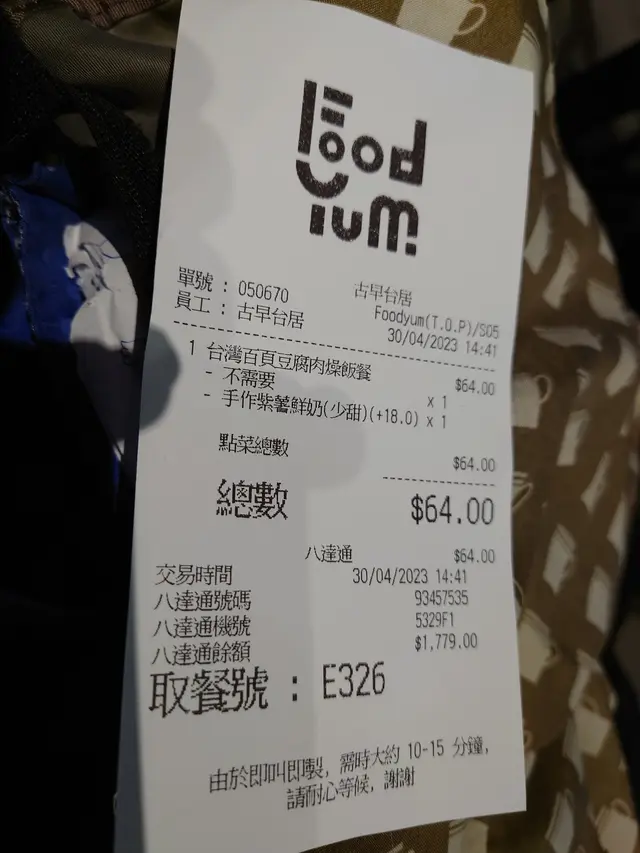 Food
Yum!
單號 : 050670
古早台居
員工 : 古早台居
Foodyum(T.O.P)/S05
30/04/2023 14:41
1 台灣百頁豆腐肉燥飯餐 $64.00
- 不需要 x 1
- 手作紫薯鮮奶(少甜)(+18.0) x 1
點菜總數 $64.00
總數 $64.00
八達通 $64.00
交易時間 30/04/2023 14:41
八達通號碼 93457535
八達通機號 5329F1
八達通餘額 $1,779.00
取餐號 : E326
由於即叫即製, 需時大約 10-15 分鐘,
請耐心等候, 謝謝